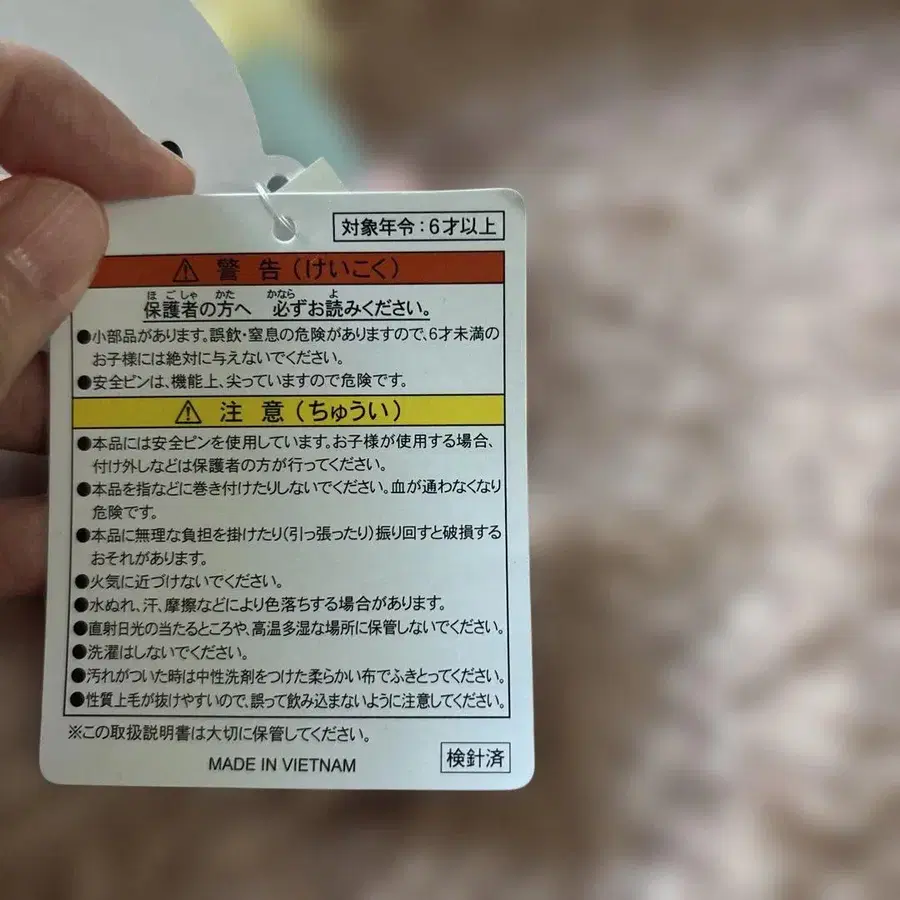 対象年令:6才以上
⚠ 警告(けいこく)
保護者の方へ 必ずお読みください。
●小部品があります。誤飲・窒息の危険がありますので、6才未満の
お子様には絶対に与えないでください。
●安全ピンは、機能上、尖っていますので危険です。
⚠ 注意(ちゅうい)
●本品には安全ピンを使用しています。お子様が使用する場合、
付け外しなどは保護者の方が行ってください。
●本品を指などに巻き付けたりしないでください。血が通わなくなり
危険です。
●本品に無理な負担を掛けたり(引っ張ったり)振り回すと破損する
おそれがあります。
●火気に近づけないでください。
●水ぬれ、汗、摩擦などにより色落ちする場合があります。
●直射日光の当たるところや、高温多湿な場所に保管しないでください。
●洗濯はしないでください。
●汚れがついた時は中性洗剤をつけた柔らかい布でふきとってください。
●性質上毛が抜けやすいので、誤って飲み込まないように注意してください。
※この取扱説明書は大切に保管してください。
MADE IN VIETNAM
検針済